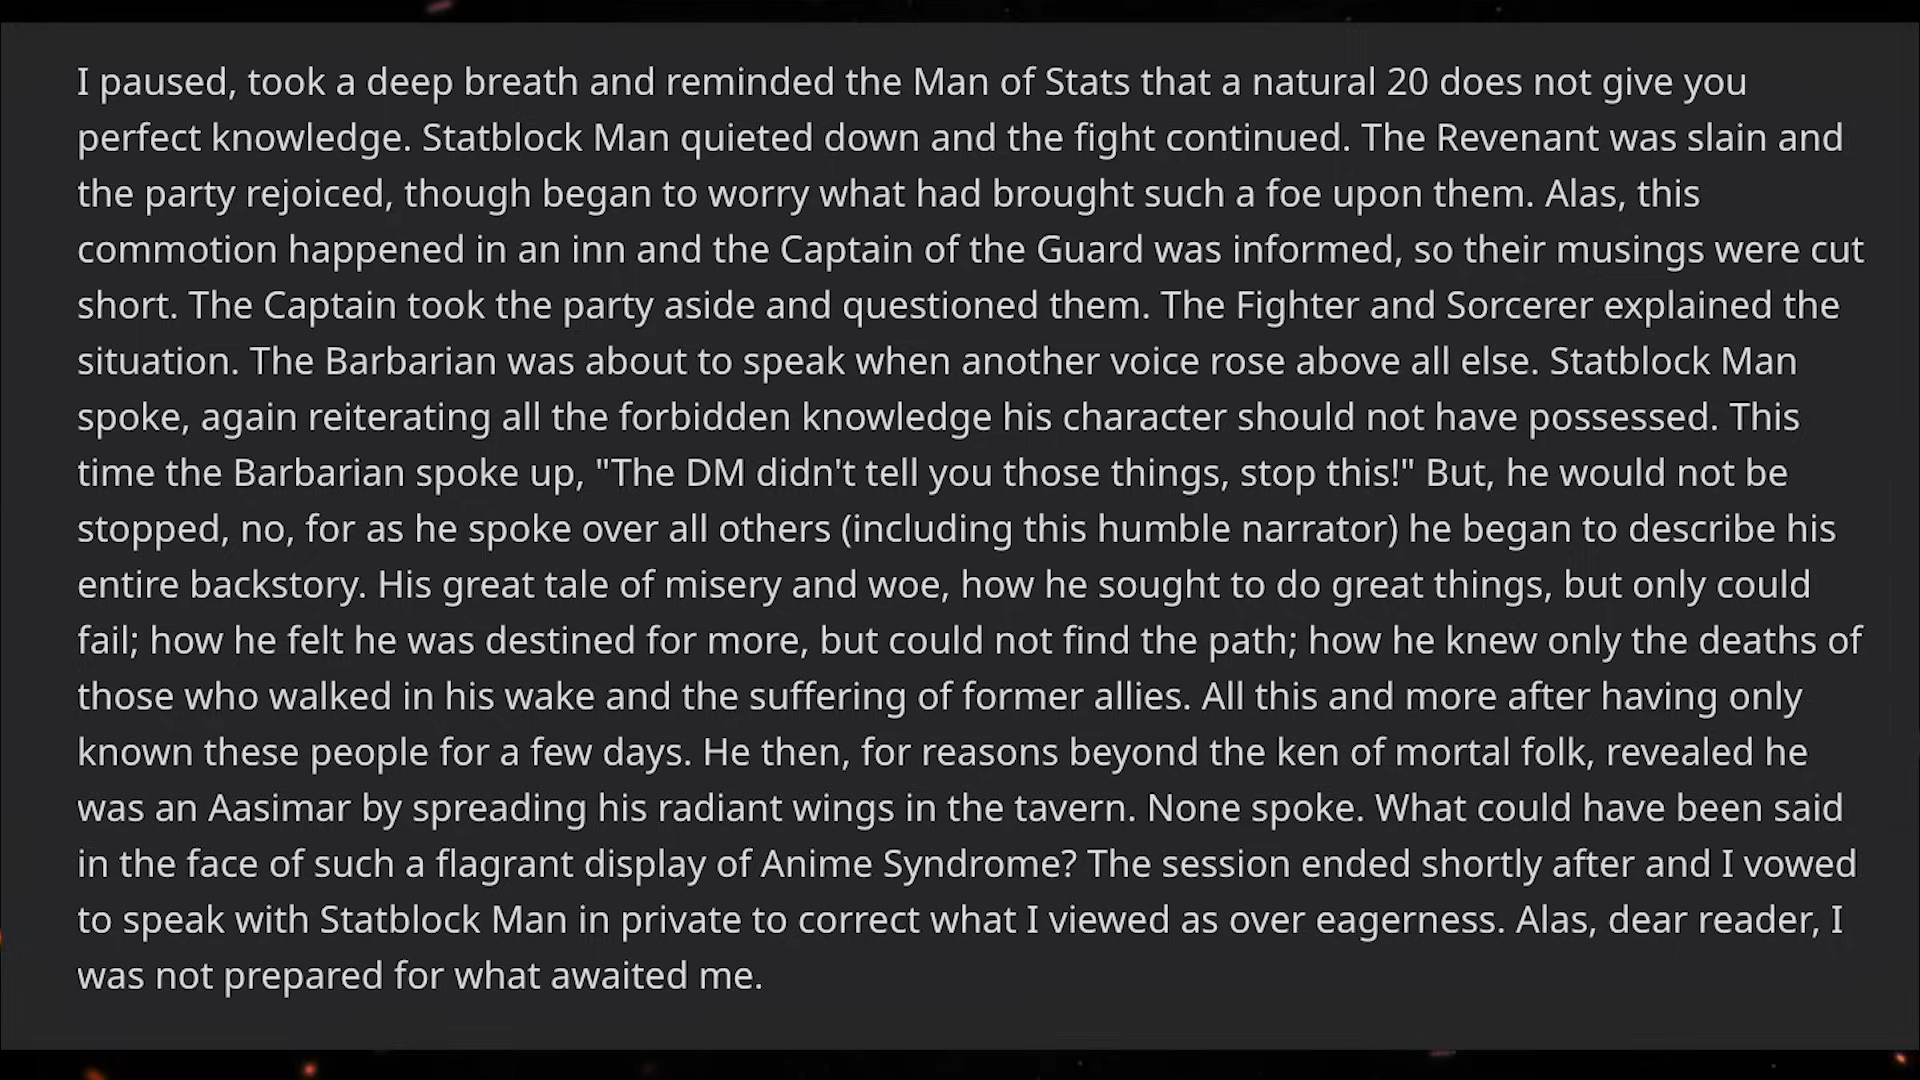 I paused, took a deep breath and reminded the Man of Stats that a natural 20 does not give you
perfect knowledge. Statblock Man quieted down and the fight continued. The Revenant was slain and
the party rejoiced, though began to worry what had brought such a foe upon them. Alas, this
commotion happened in an inn and the Captain of the Guard was informed, so their musings were cut
short. The Captain took the party aside and questioned them. The Fighter and Sorcerer explained the
situation. The Barbarian was about to speak when another voice rose above all else. Statblock Man
spoke, again reiterating all the forbidden knowledge his character should not have possessed. This
time the Barbarian spoke up, "The DM didn't tell you those things, stop this!" But, he would not be
stopped, no, for as he spoke over all others (including this humble narrator) he began to describe his
entire backstory. His great tale of misery and woe, how he sought to do great things, but only could
fail; how he felt he was destined for more, but could not find the path; how he knew only the deaths of
those who walked in his wake and the suffering of former allies. All this and more after having only
known these people for a few days. He then, for reasons beyond the ken of mortal folk, revealed he
was an Aasimar by spreading his radiant wings in the tavern. None spoke. What could have been said
in the face of such a flagrant display of Anime Syndrome? The session ended shortly after and I vowed
to speak with Statblock Man in private to correct what I viewed as over eagerness. Alas, dear reader, I
was not prepared for what awaited me.